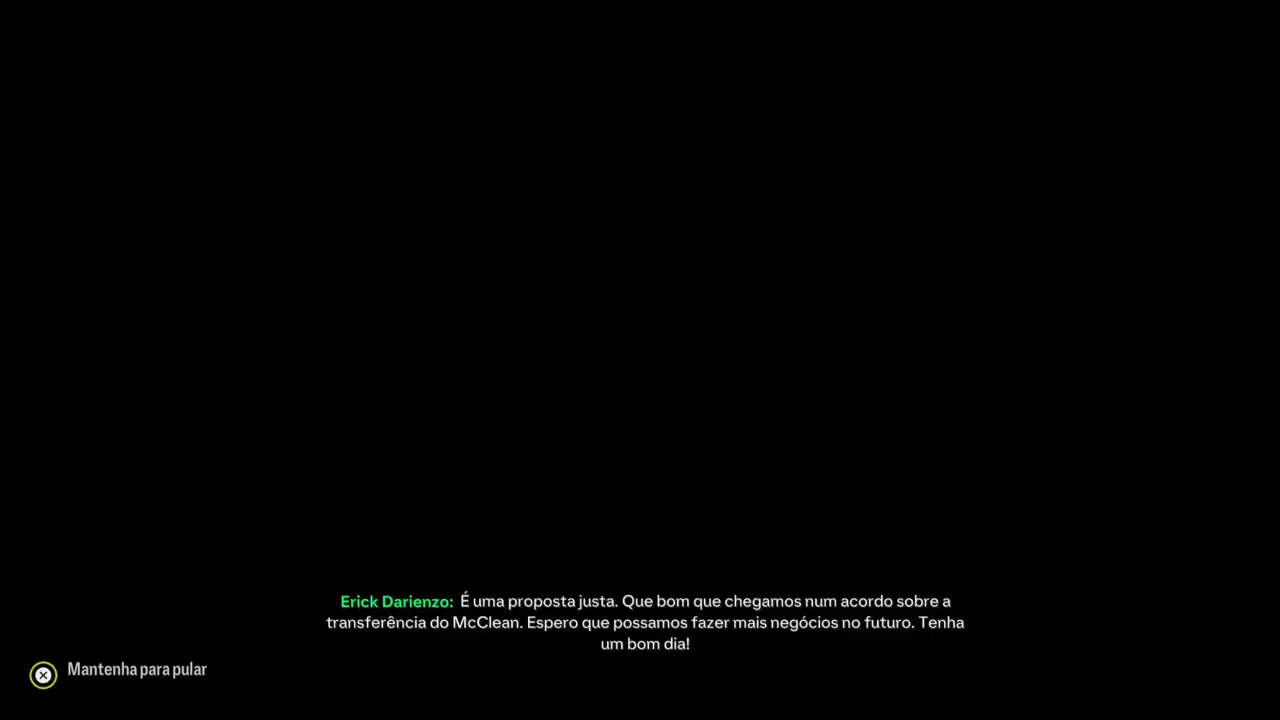 Erick Darienzo: É uma proposta justa. Que bom que chegamos num acordo sobre a
transferência do McClean. Espero que possamos fazer mais negócios no futuro. Tenha
um bom dia!
Mantenha para pular